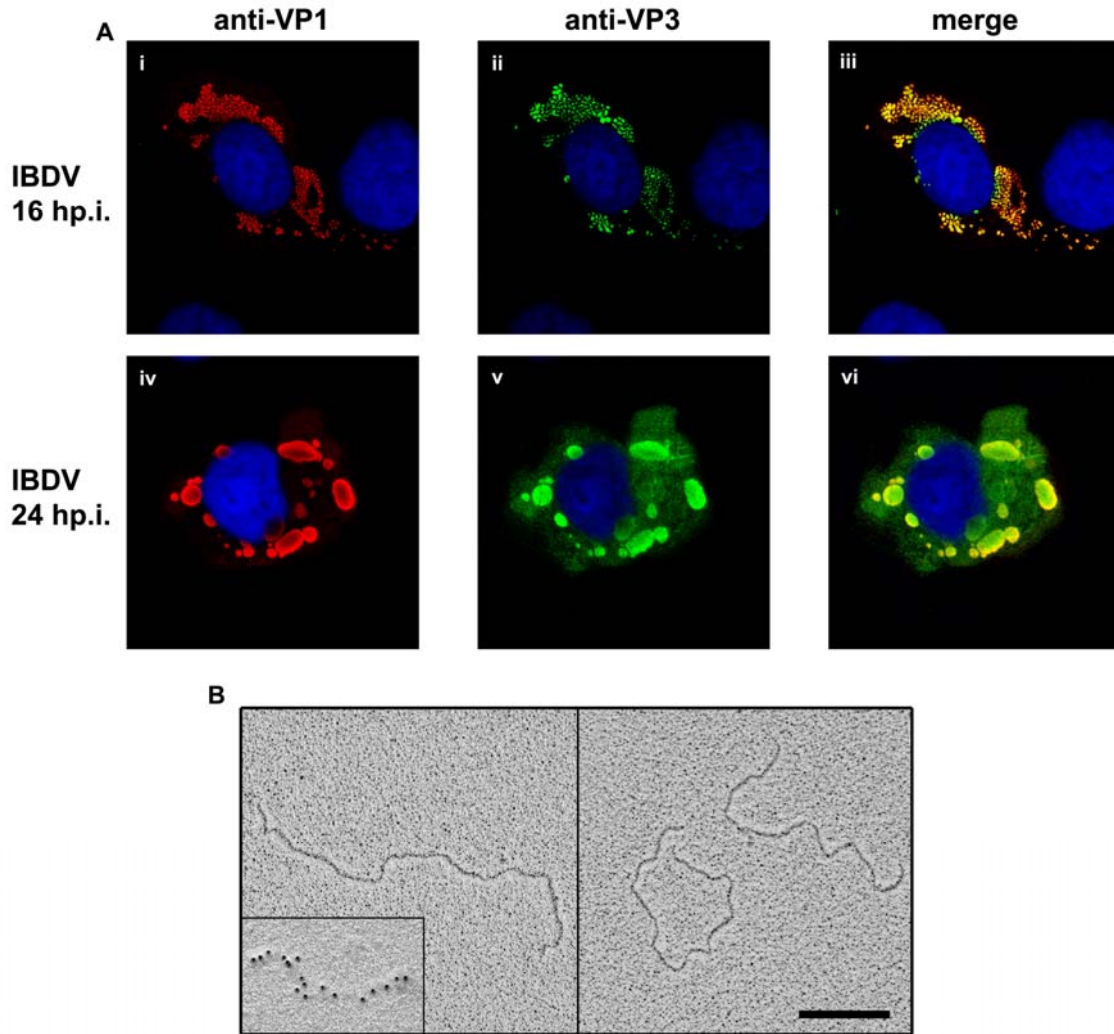 A
anti-VP1
anti-VP3
merge
i
ii
iii
IBDV
16 hp.i.
iv
v
vi
IBDV
24 hp.i.
B